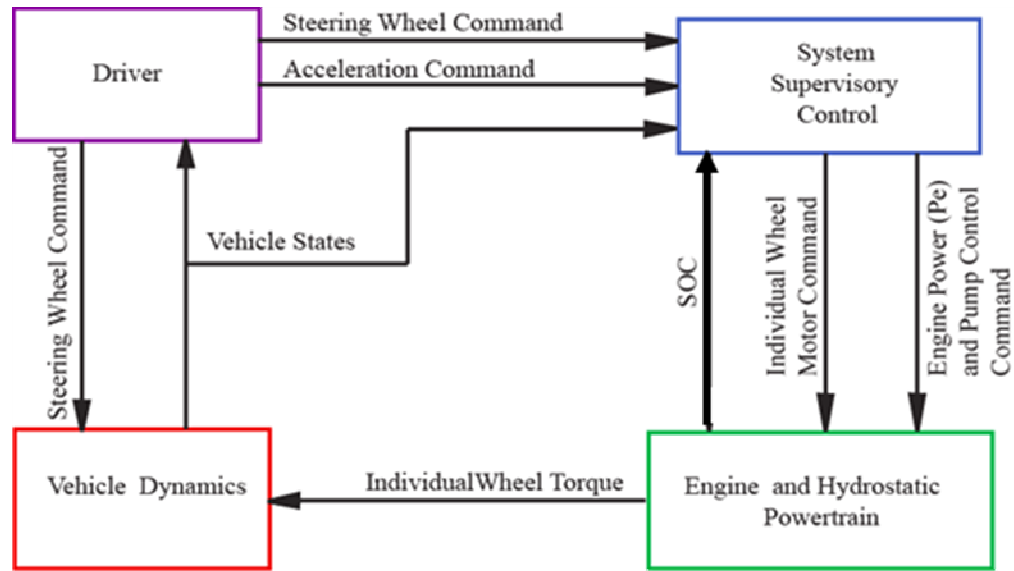 Steering Wheel Command
Driver
Acceleration Command
System
Supervisory
Control
Steering Wheel Command
Vehicle States
SOC
Individual Wheel
Motor Command
Engine Power (Pe)
and Pump Control
Command
Vehicle Dynamics
IndividualWheel Torque
Engine and Hydrostatic
Powertrain